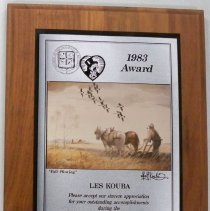 1983
Award
"Fall Plowing"
LES KOUBA
Please accept our sincere appreciation
for your outstanding accomplishments
during the